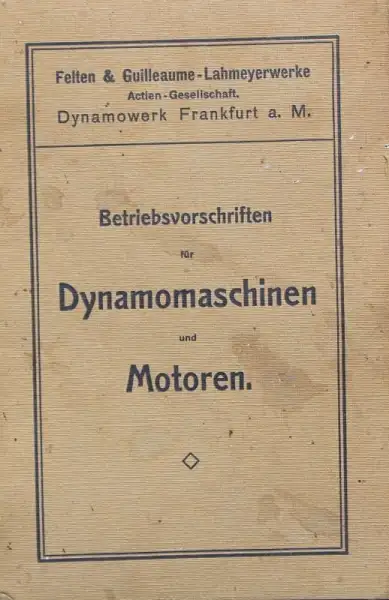 Felten & Guilleaume-Lahmeyerwerke
Actien-Gesellschaft.
Dynamowerk Frankfurt a. M.
Betriebsvorschriften
für
Dynamomaschinen
und
Motoren.